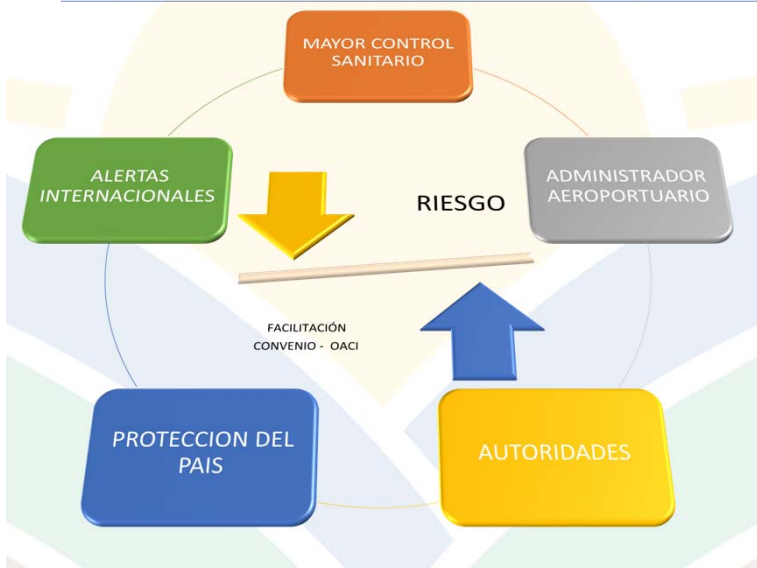 MAYOR CONTROL
SANITARIO
ALERTAS
INTERNACIONALES
ADMINISTRADOR
AEROPORTUARIO
RIESGO
FACILITACIÓN
CONVENIO - OACI
PROTECCION DEL
PAIS
AUTORIDADES